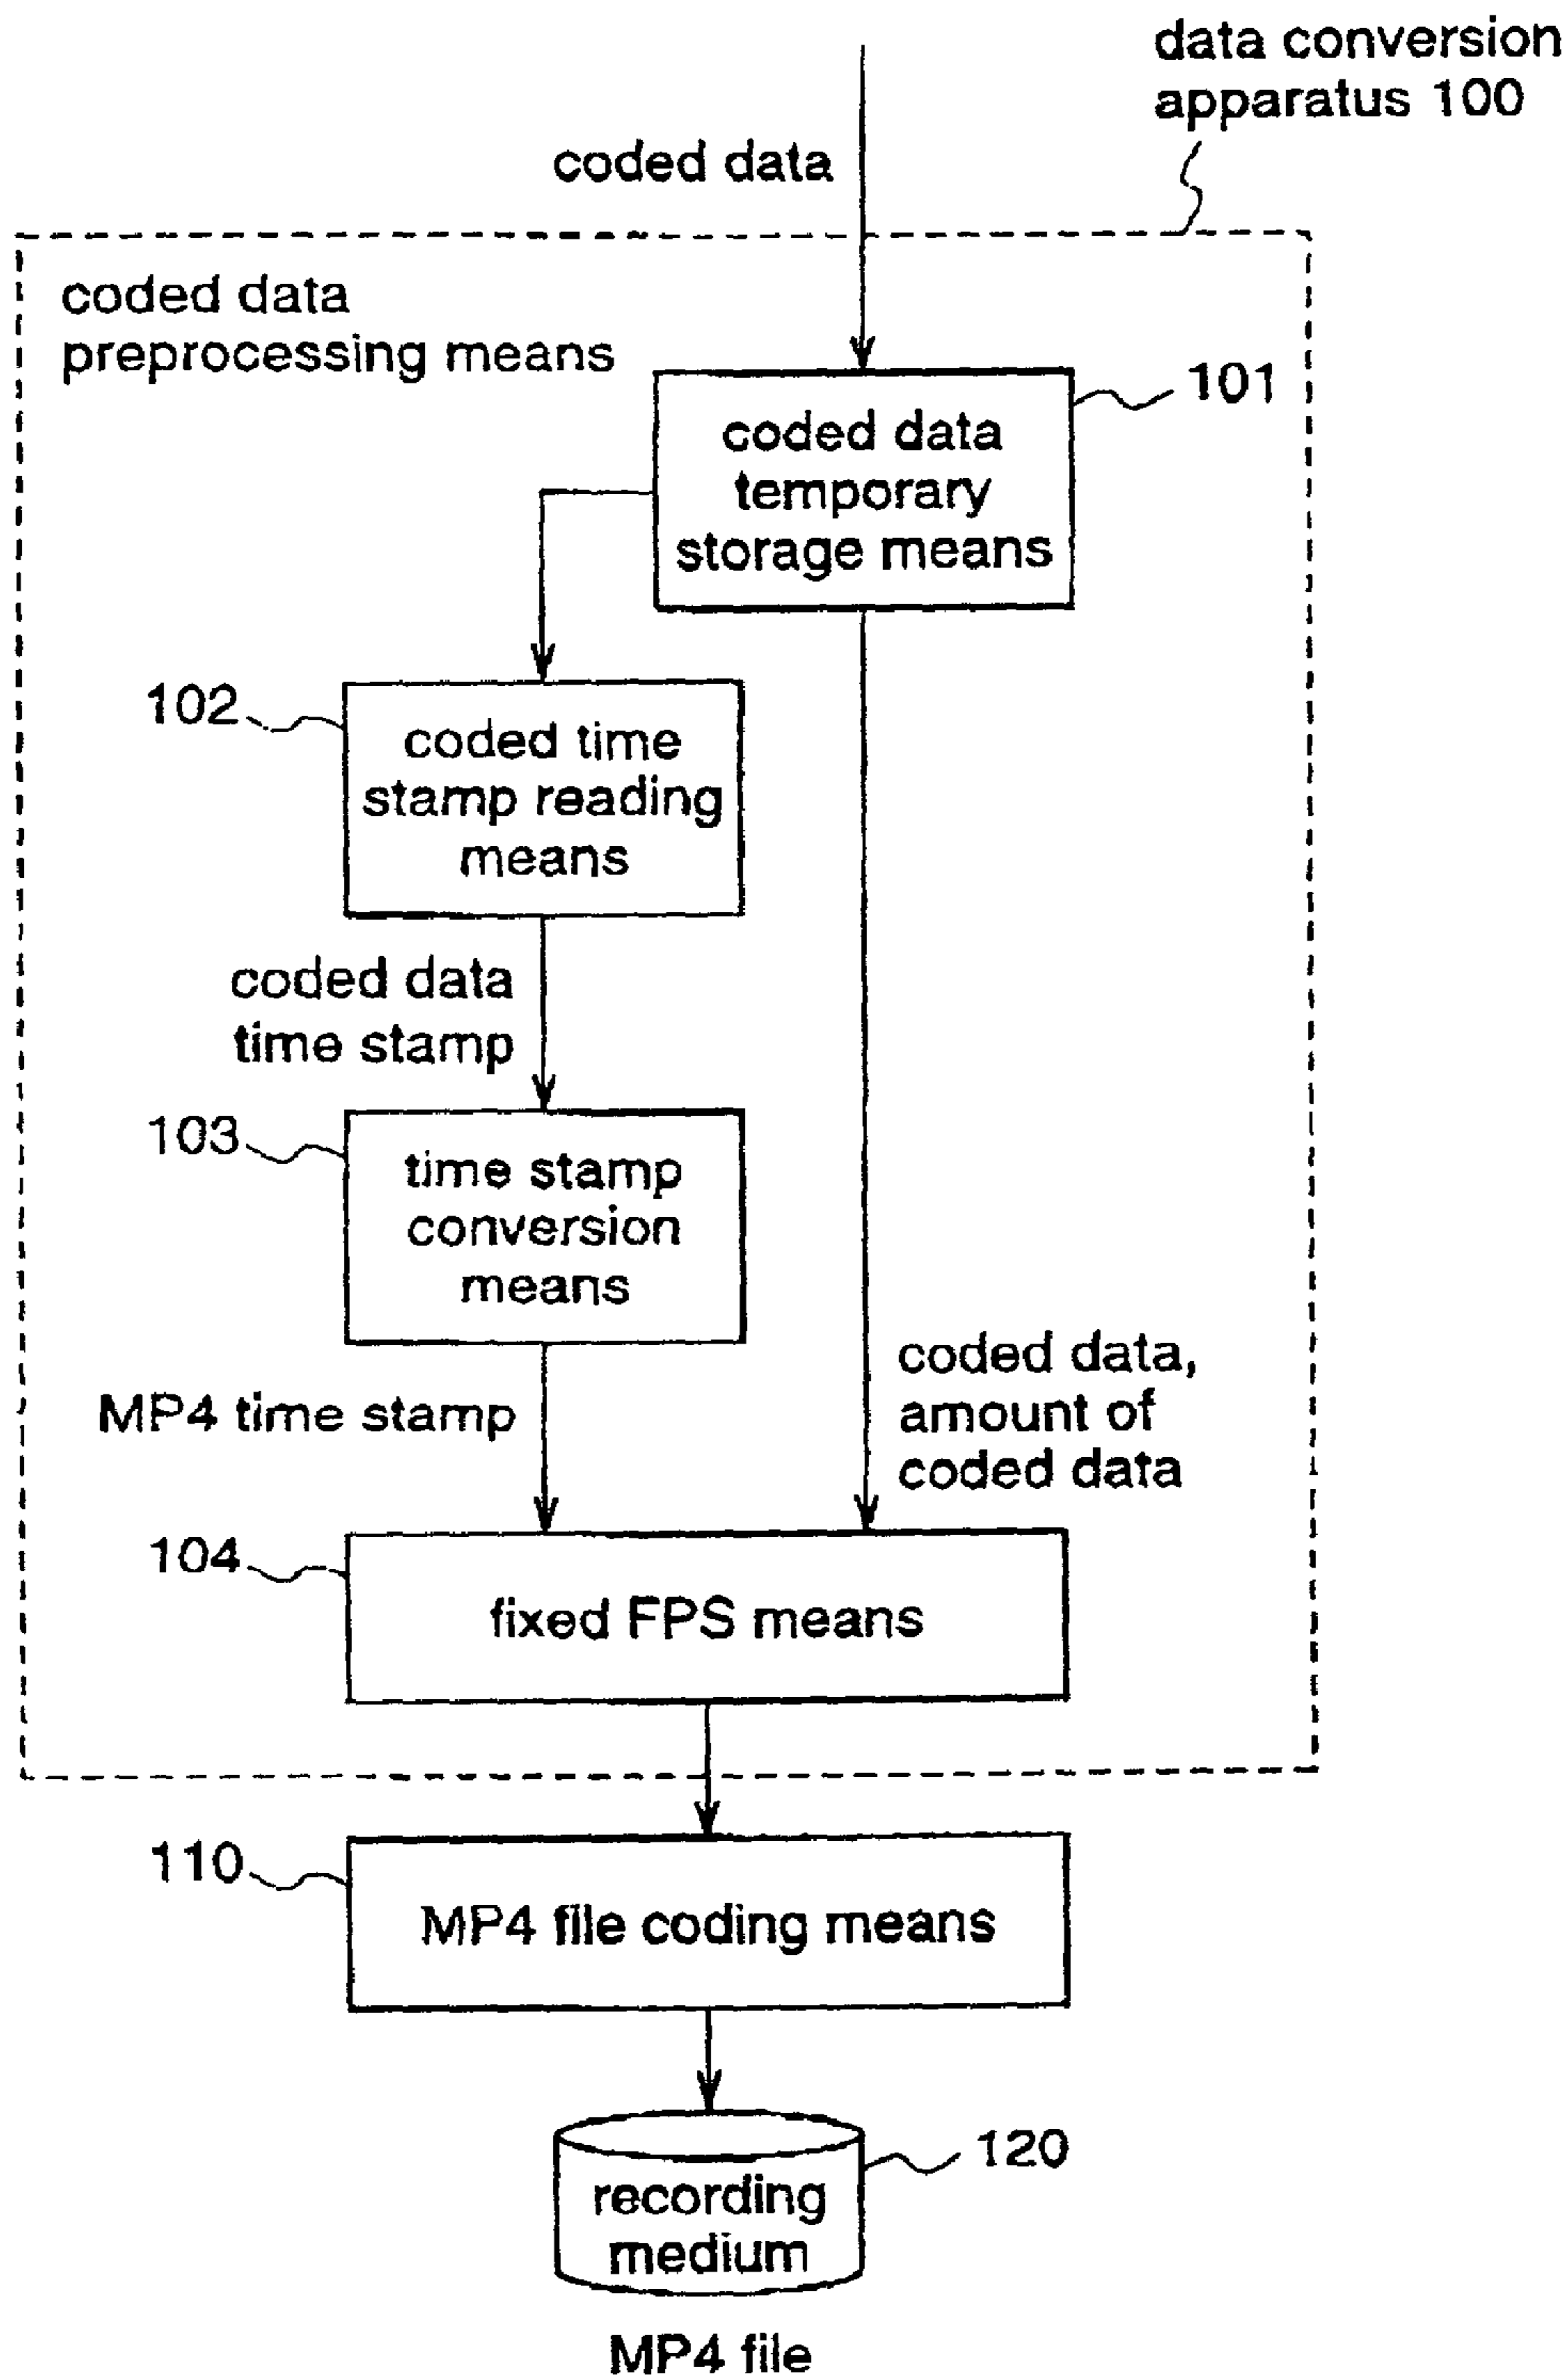 data conversion
apparatus 100
coded data
coded data
preprocessing means
101
coded data
temporary
storage means
102
coded time
stamp reading
means
coded data
time stamp
103
time stamp
conversion
means
MP4 time stamp
coded data,
amount of
coded data
104
fixed FPS means
110
MP4 file coding means
120
recording
medium
MP4 file